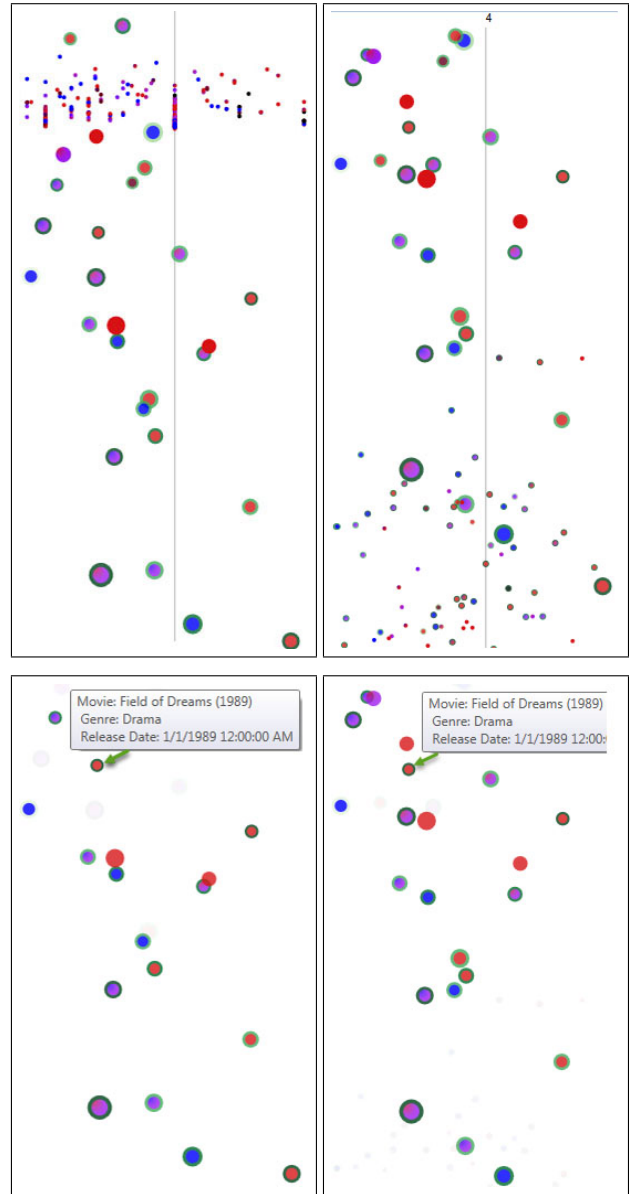 4
Movie: Field of Dreams (1989)
Genre: Drama
Release Date: 1/1/1989 12:00:00 AM
Movie: Field of Dreams (1989)
Genre: Drama
Release Date: 1/1/1989 12:00: